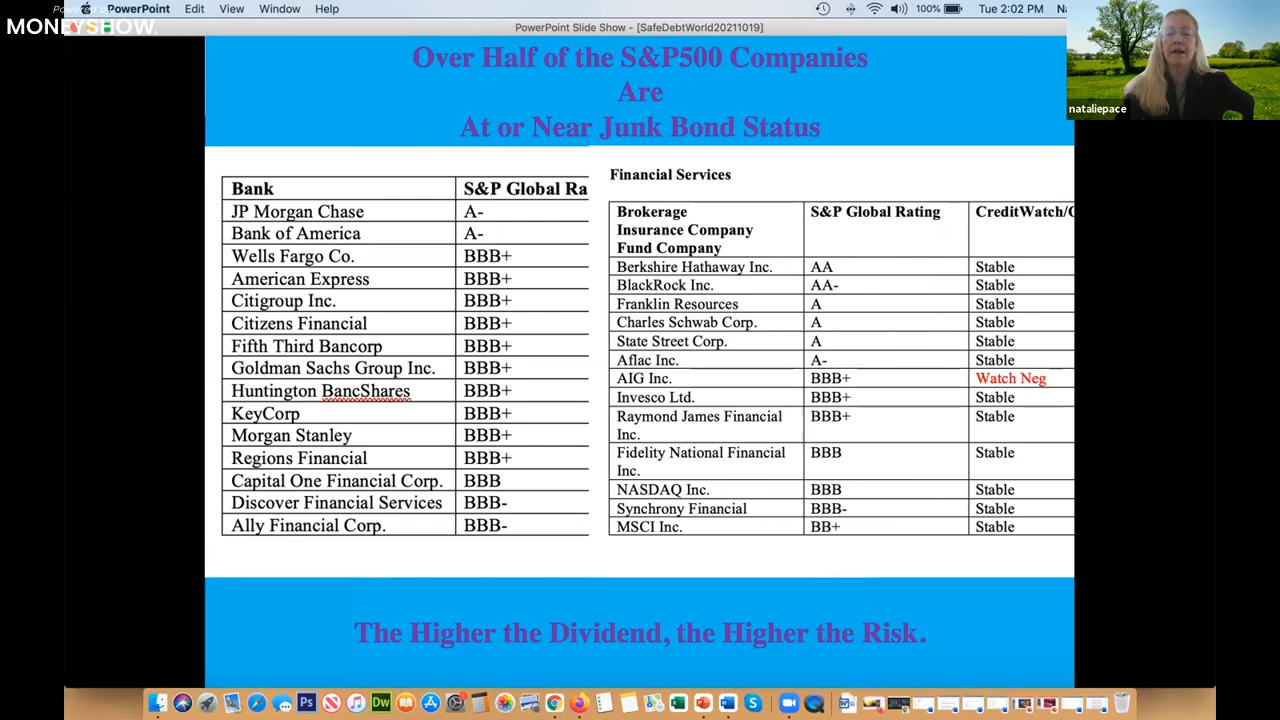 Powered by
MONEYSHOW.
PowerPoint Edit View Window Help
100% Tue 2:02 PM
PowerPoint Slide Show - [SafeDebtWorld20211019]
nataliepace
Over Half of the S&P500 Companies
Are
At or Near Junk Bond Status
Bank S&P Global Ra
JP Morgan Chase A-
Bank of America A-
Wells Fargo Co. BBB+
American Express BBB+
Citigroup Inc. BBB+
Citizens Financial BBB+
Fifth Third Bancorp BBB+
Goldman Sachs Group Inc. BBB+
Huntington BancShares BBB+
KeyCorp BBB+
Morgan Stanley BBB+
Regions Financial BBB+
Capital One Financial Corp. BBB
Discover Financial Services BBB-
Ally Financial Corp. BBB-
Financial Services
Brokerage S&P Global Rating CreditWatch/
Insurance Company
Fund Company
Berkshire Hathaway Inc. AA Stable
BlackRock Inc. AA- Stable
Franklin Resources A Stable
Charles Schwab Corp. A Stable
State Street Corp. A Stable
Aflac Inc. A- Stable
AIG Inc. BBB+ Watch Neg
Invesco Ltd. BBB+ Stable
Raymond James Financial BBB+ Stable
Inc.
Fidelity National Financial BBB Stable
Inc.
NASDAQ Inc. BBB Stable
Synchrony Financial BBB- Stable
MSCI Inc. BB+ Stable
The Higher the Dividend, the Higher the Risk.
Ps
Dw